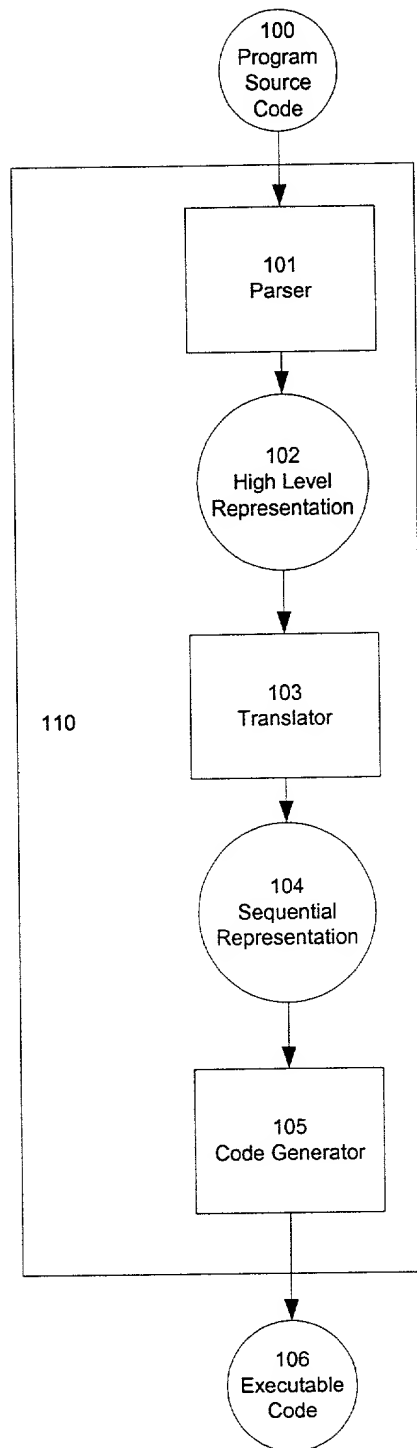 100
Program
Source
Code
101
Parser
102
High Level
Representation
103
Translator
110
104
Sequential
Representation
105
Code Generator
106
Executable
Code